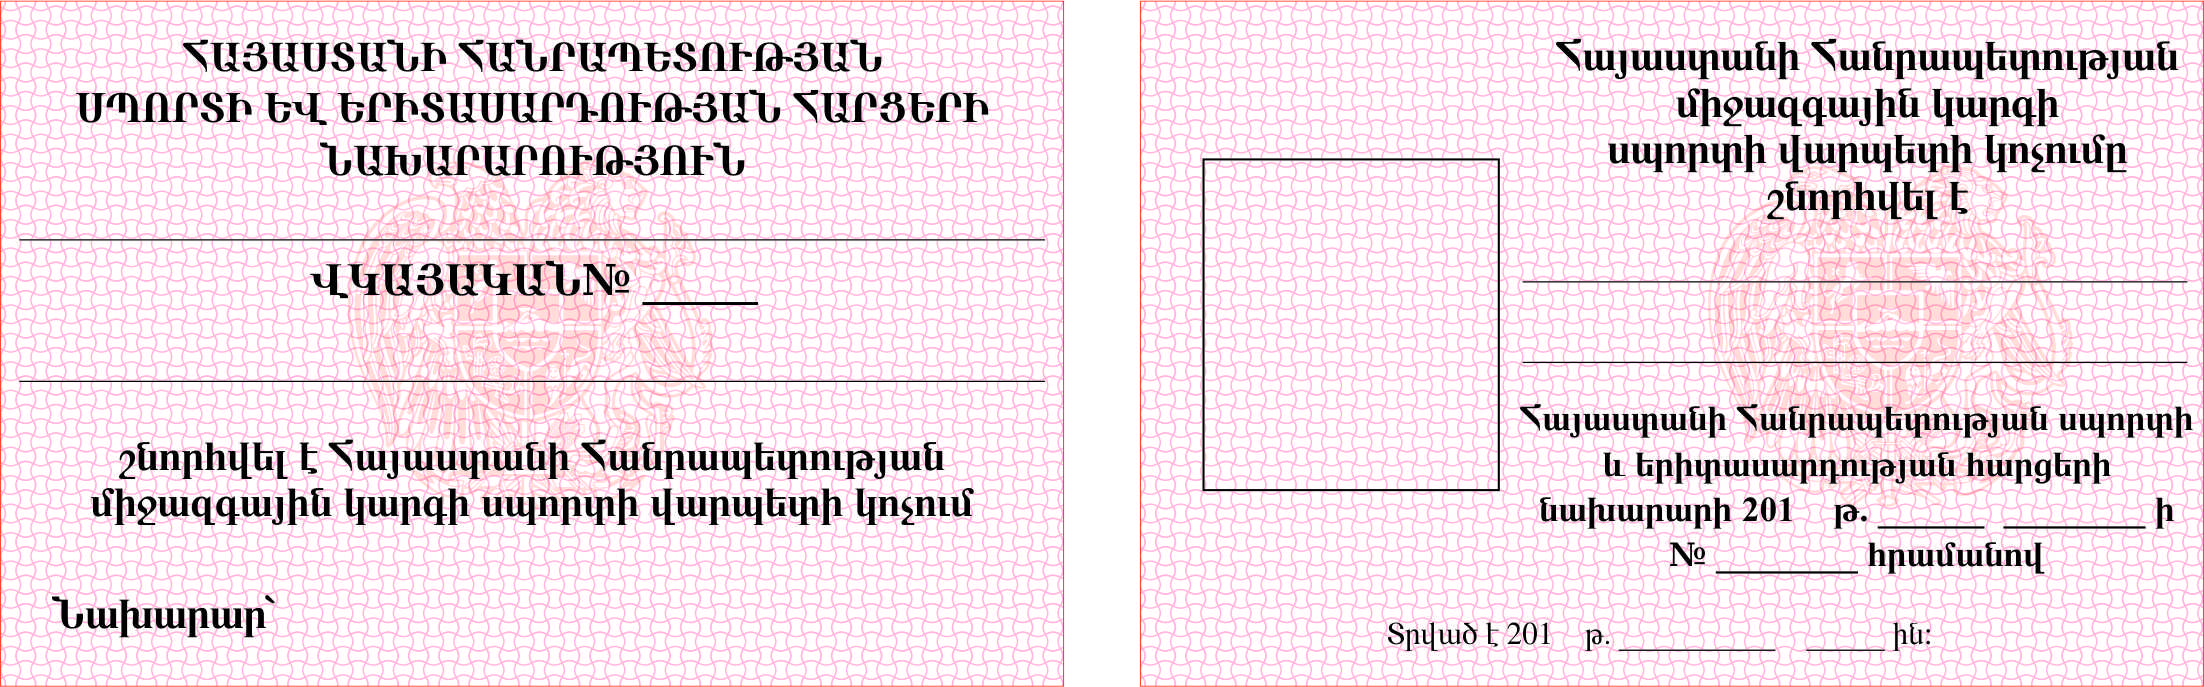 ՀԱՅԱՍՏԱՆԻ ՀԱՆՐԱՊԵՏՈՒԹՅԱՆ
ՍՊՈՐՏԻ ԵՎ ԵՐԻՏԱՍԱՐԴՈՒԹՅԱՆ ՀԱՐՑԵՐԻ
ՆԱԽԱՐԱՐՈՒԹՅՈՒՆ
ՎԿԱՅԱԿԱՆ№ ______
շնորհվել է Հայաստանի Հանրապետության
միջազգային կարգի սպորտի վարպետի կոչում
Նախարար՝
Հայաստանի Հանրապետության
միջազգային կարգի
սպորտի վարպետի կոչումը
շնորհվել է
Հայաստանի Հանրապետության սպորտի
և երիտասարդության հարցերի
նախարարի 201 թ. ______ ________ ի
№ ________ հրամանով
Տրված է 201 թ. __________ _____ ին: